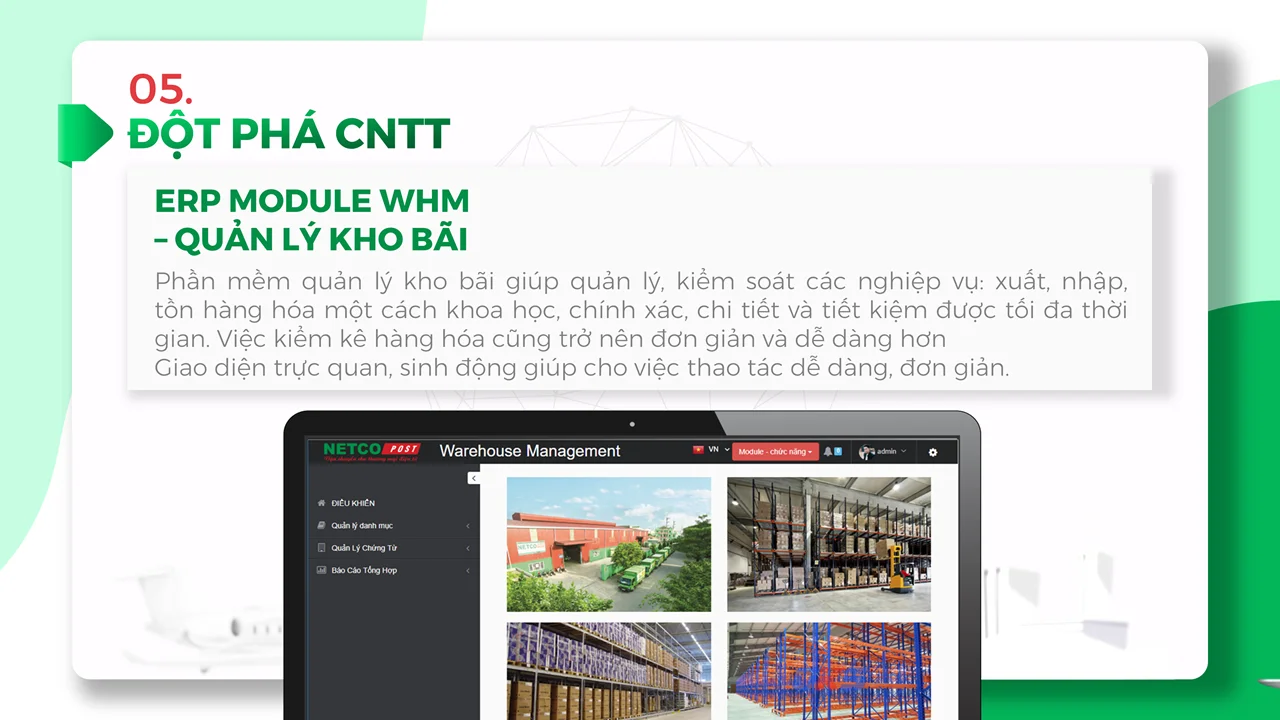 05.
ĐỘT PHÁ CNTT
ERP MODULE WHM
– QUẢN LÝ KHO BÃI
Phần mềm quản lý kho bãi giúp quản lý, kiểm soát các nghiệp vụ: xuất, nhập,
tồn hàng hóa một cách khoa học, chính xác, chi tiết và tiết kiệm được tối đa thời
gian. Việc kiểm kê hàng hóa cũng trở nên đơn giản và dễ dàng hơn
Giao diện trực quan, sinh động giúp cho việc thao tác dễ dàng, đơn giản.
NETCO POST
Warehouse Management
VN
Module - chức năng
admin
ĐIỀU KHIỂN
Quản lý danh mục
Quản Lý Chứng Từ
Báo Cáo Tổng Hợp
NETCO